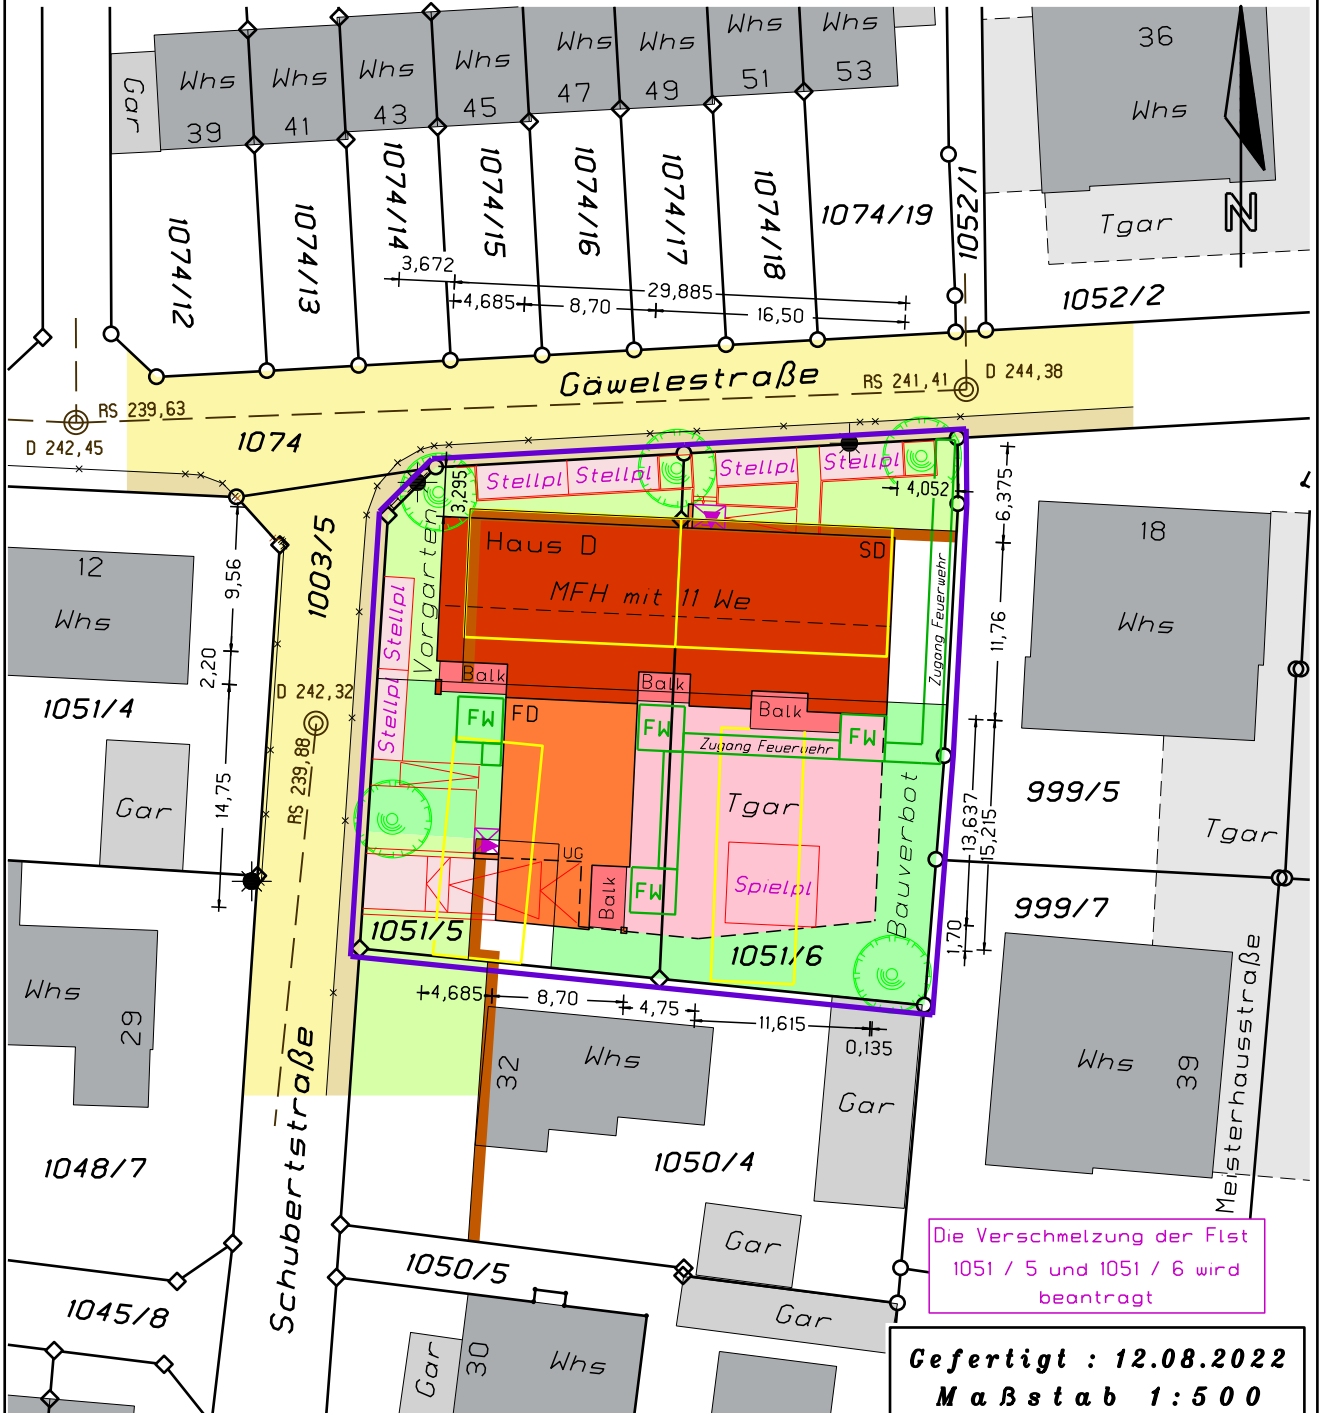 Gar
Whs
39
Whs
41
Whs
43
Whs
45
Whs
47
Whs
49
Whs
51
Whs
53
36
Whs
Tgar
N
1074/12
1074/13
1074/14
1074/15
1074/16
1074/17
1074/18
1074/19
1052/1
1052/2
3,672
29,885
4,685
8,70
16,50
Gäwelestraße
RS 241,41
D 244,38
RS 239,63
D 242,45
1074
Stellpl
Stellpl
Stellpl
Stellpl
4,052
3,295
6,375
Haus D
SD
MFH mit 11 We
Vorgarten
Stellpl
Stellpl
Zugang Feuerwehr
11,76
12
Whs
9,56
2,20
14,75
1003/5
1051/4
Gar
D 242,32
RS 239,88
Balk
Balk
Balk
FW
FD
FW
Zugang Feuerwehr
FW
Tgar
Spielpl
UG
Balk
FW
Bauverbot
13,637
15,215
1,70
18
Whs
999/5
Tgar
999/7
1051/5
1051/6
4,685
8,70
4,75
11,615
0,135
Whs
29
32
Whs
Gar
Whs
39
Meisterhausstraße
Schubertstraße
1048/7
1050/4
1050/5
1045/8
Gar
Gar
Gar
30
Whs
Die Verschmelzung der Flst
1051 / 5 und 1051 / 6 wird
beantragt
Gefertigt : 12.08.2022
Maßstab 1:500